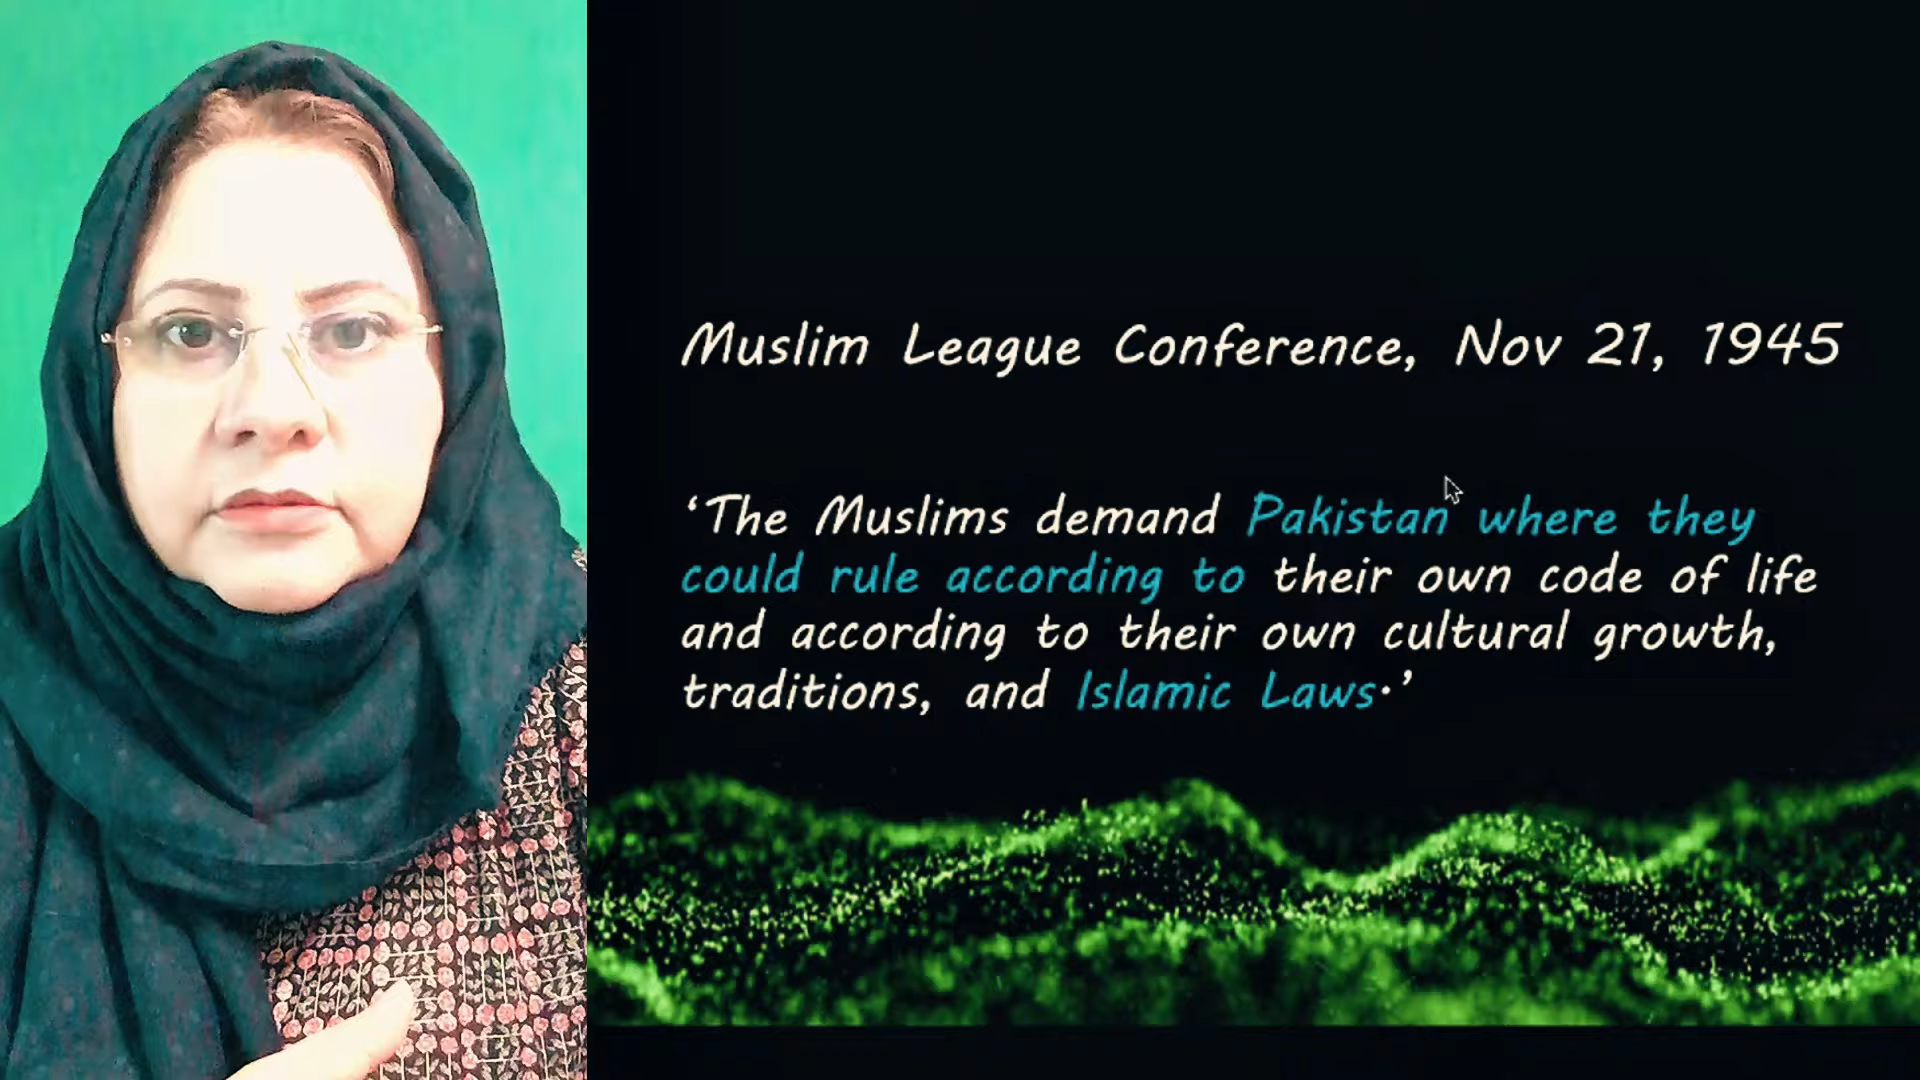 Muslim League Conference, Nov 21, 1945
‘The Muslims demand Pakistan where they
could rule according to their own code of life
and according to their own cultural growth,
traditions, and Islamic Laws.’